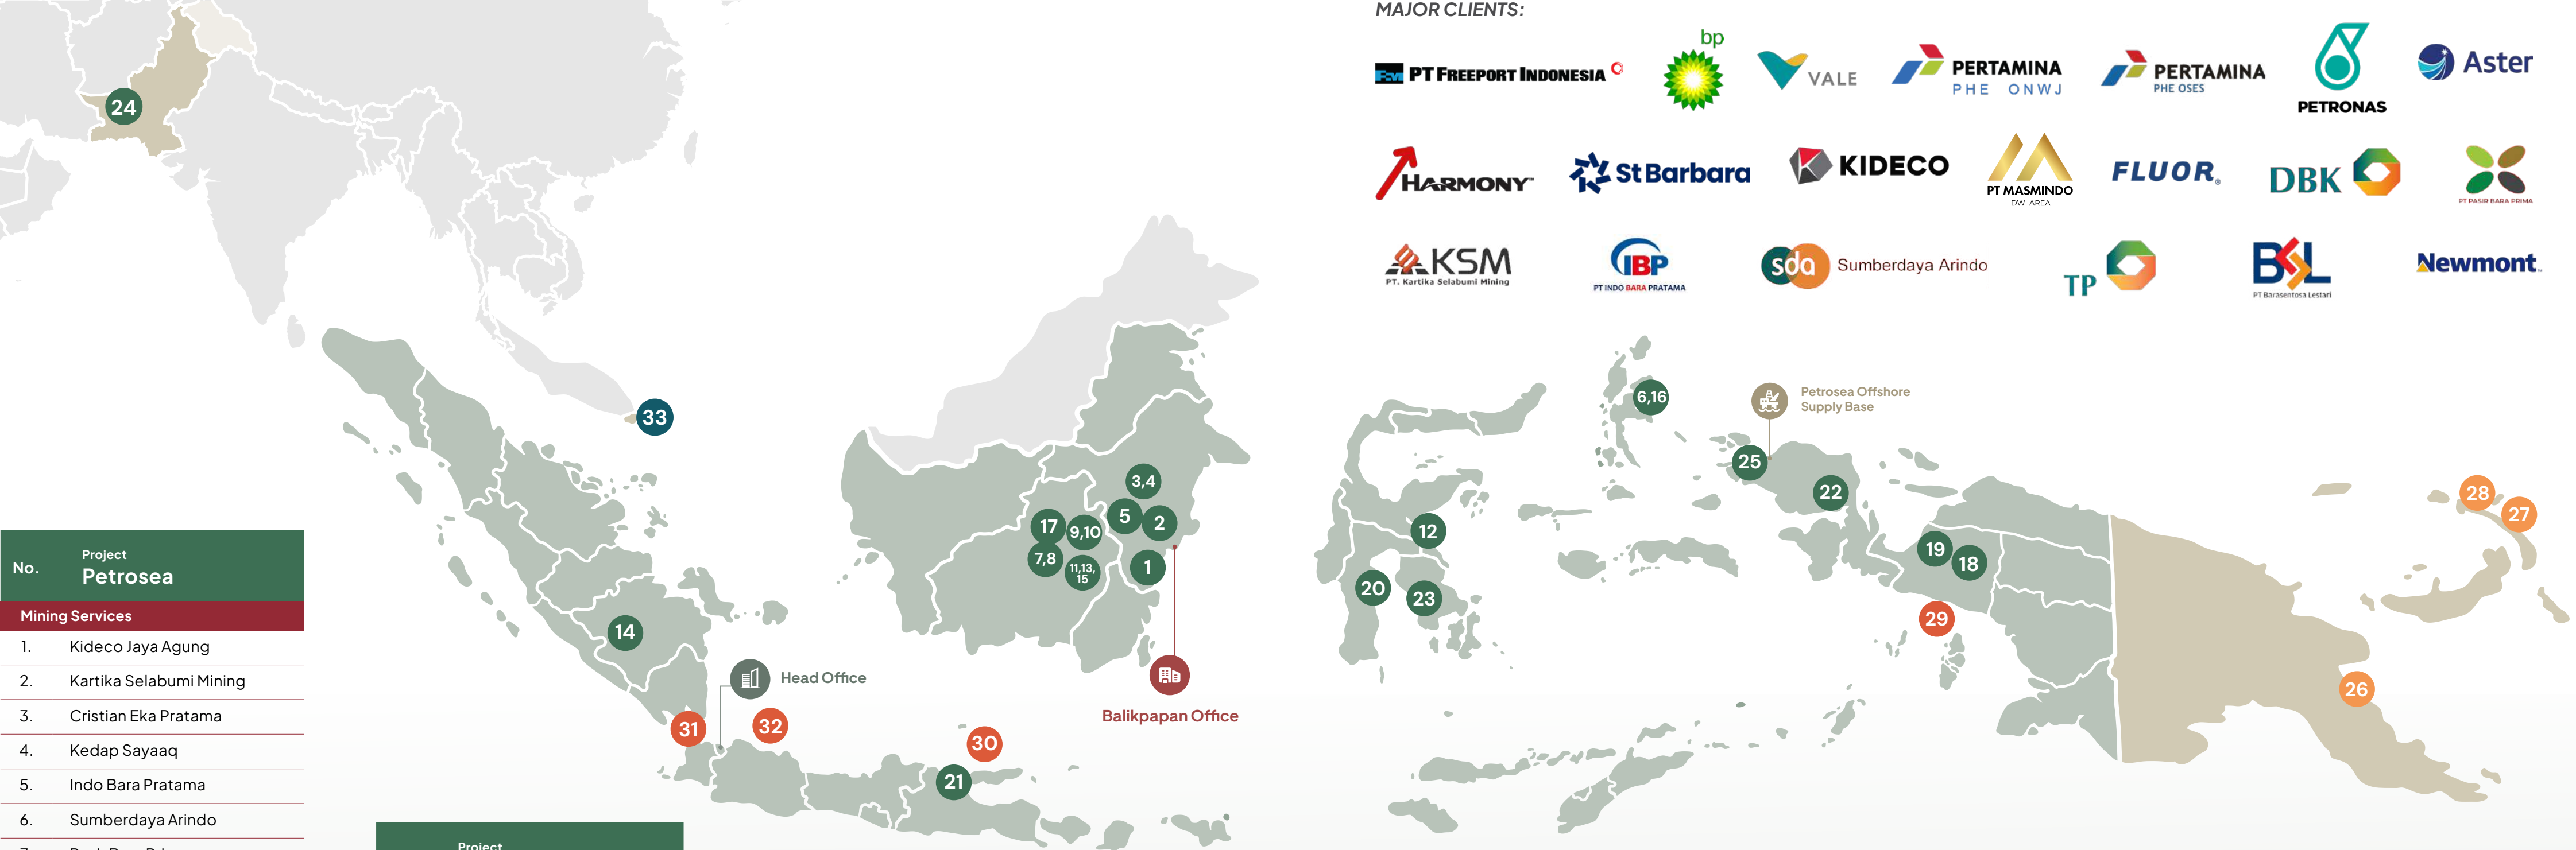 MAJOR CLIENTS:
FM PT FREEPORT INDONESIA
bp
VALE
PERTAMINA
PHE ONWJ
PERTAMINA
PHE OSES
PETRONAS
Aster
HARMONY™
St Barbara
KIDECO
PT MASMINDO
DWI AREA
FLUOR®
DBK
PT PASIR BARA PRIMA
KSM
PT. Kartika Selabumi Mining
IBP
PT INDO BARA PRATAMA
sda Sumberdaya Arindo
TP
BSL
PT Barasentosa Lestari
Newmont™
24
33
6,16
Petrosea Offshore
Supply Base
25
22
28
27
3,4
5
2
17
9,10
12
7,8
11,13,
15
1
19
18
20
23
29
14
26
Head Office
31
32
30
21
Balikpapan Office
No.
Project
Petrosea
Mining Services
1. Kideco Jaya Agung
2. Kartika Selabumi Mining
3. Cristian Eka Pratama
4. Kedap Sayaaq
5. Indo Bara Pratama
6. Sumberdaya Arindo
Project